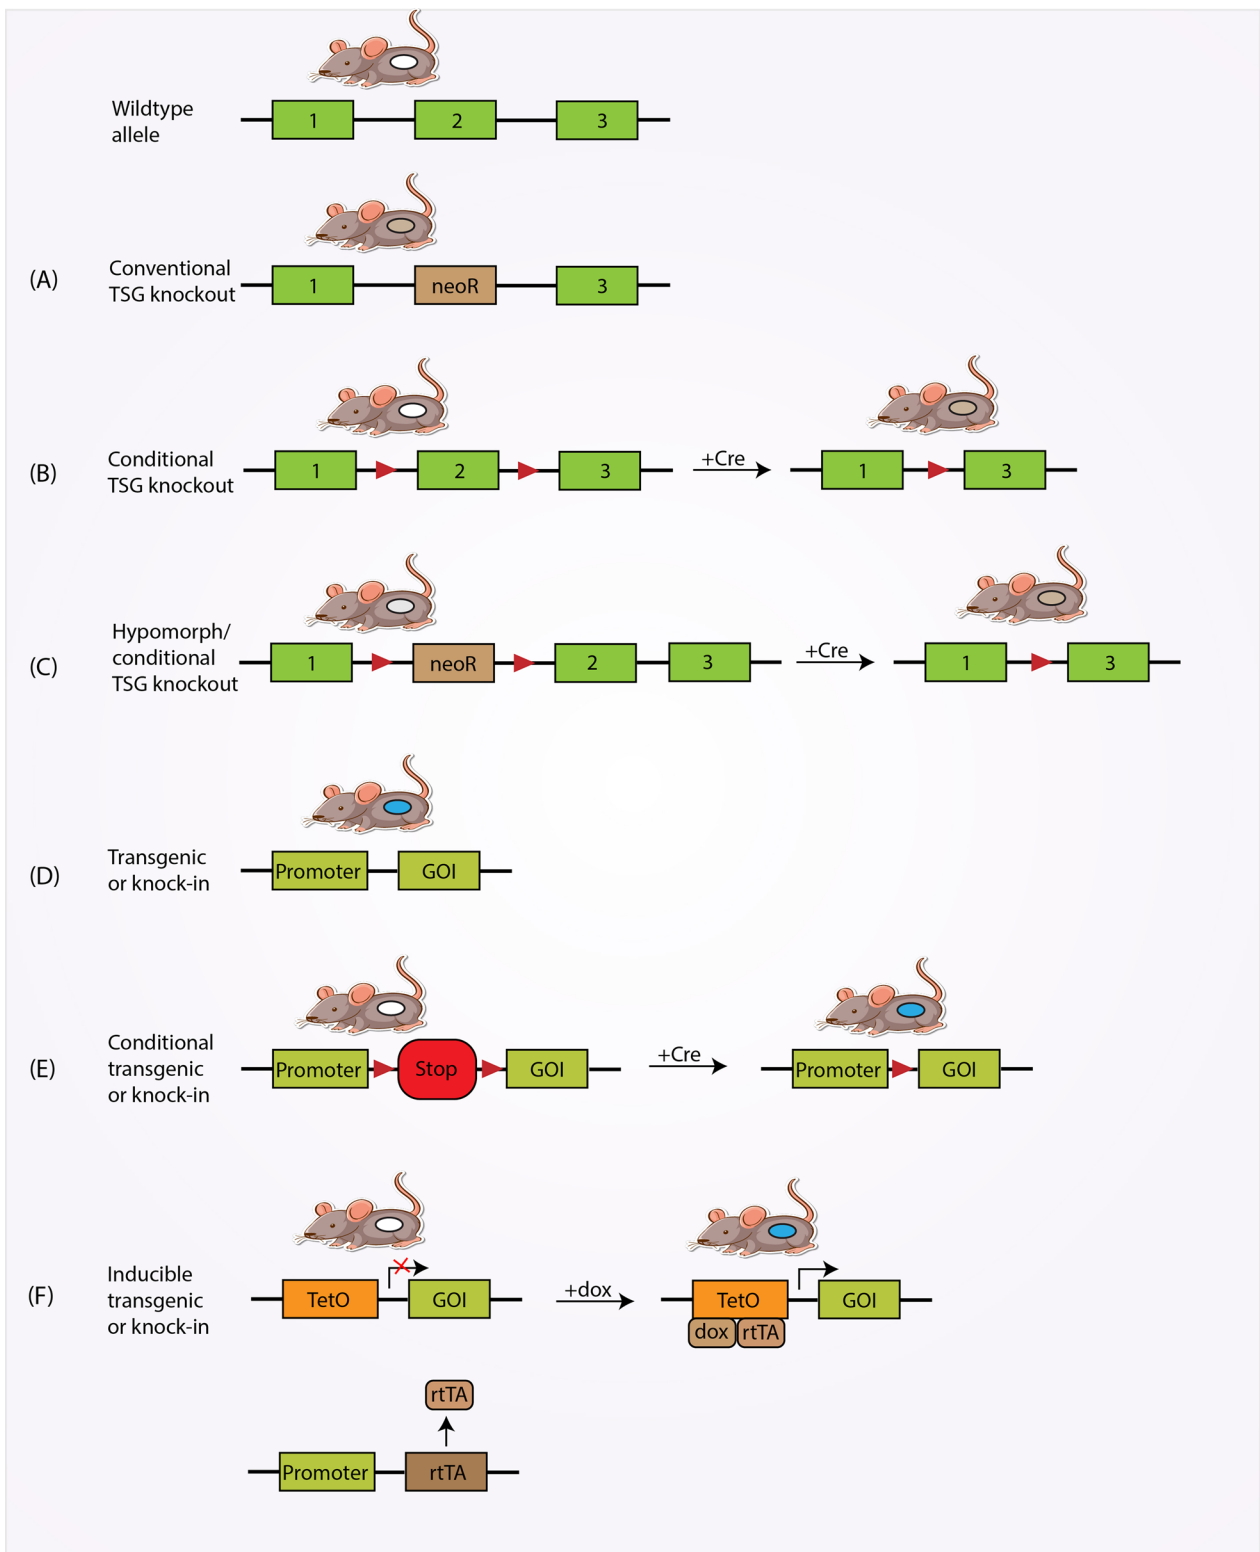 Wildtype
allele
1 2 3
(A)
Conventional
TSG knockout
1 neoR 3
(B)
Conditional
TSG knockout
1 2 3
+Cre
1 3
(C)
Hypomorph/
conditional
TSG knockout
1 neoR 2 3
+Cre
1 3
(D)
Transgenic
or knock-in
Promoter GOI
(E)
Conditional
transgenic
or knock-in
Promoter Stop GOI
+Cre
Promoter GOI
(F)
Inducible
transgenic
or knock-in
TetO GOI
+dox
TetO GOI
dox rtTA
rtTA
Promoter rtTA